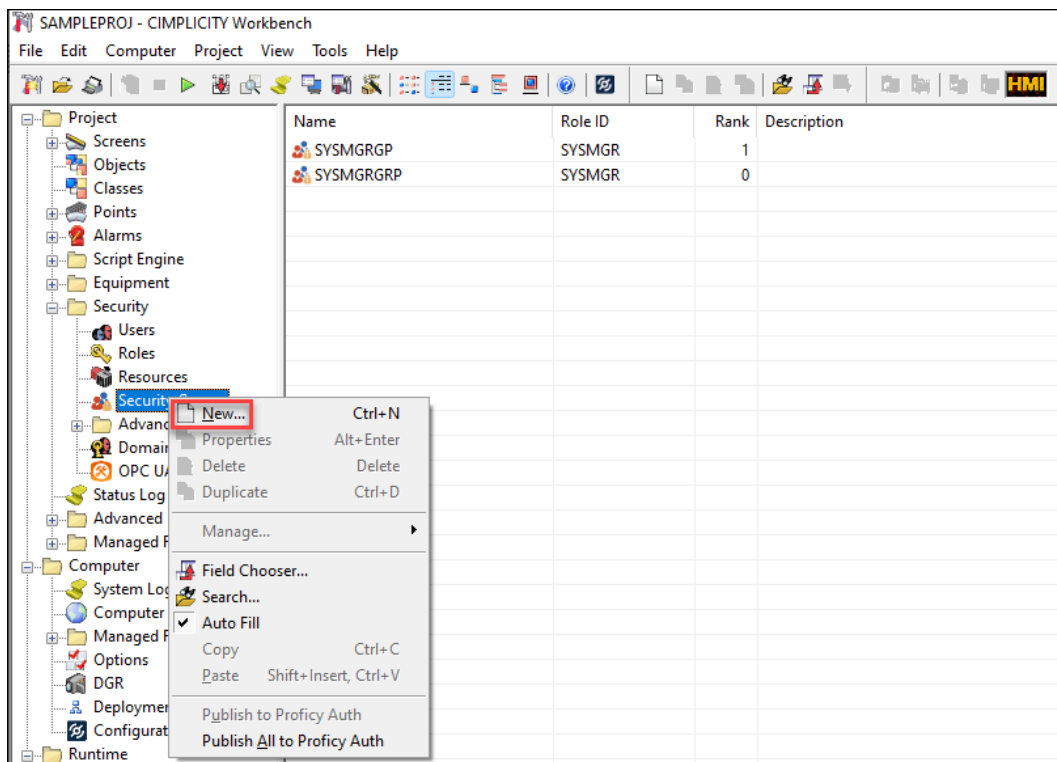 SAMPLEPROJ - CIMPLICITY Workbench
File Edit Computer Project View Tools Help
HMI
Project
Screens
Objects
Classes
Points
Alarms
Script Engine
Equipment
Security
Users
Roles
Resources
Security
Advanc
Domain
OPC UA
Status Log
Advanced
Managed
Computer
System Log
Computer
Managed
Options
DGR
Deploymen
Configurat
Runtime
Name Role ID Rank Description
SYSMGRGP SYSMGR 1
SYSMGRGRP SYSMGR 0
New... Ctrl+N
Properties Alt+Enter
Delete Delete
Duplicate Ctrl+D
Manage...
Field Chooser...
Search...
Auto Fill
Copy Ctrl+C
Paste Shift+Insert, Ctrl+V
Publish to Proficy Auth
Publish All to Proficy Auth